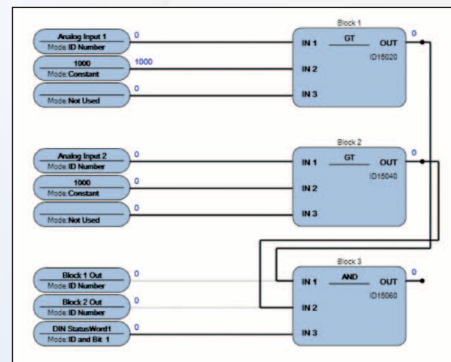 Block 1
Analog Input 1
Mode:ID Number
0
IN 1
GT
OUT
0
ID15020
1000
Mode:Constant
1000
IN 2
Mode:Not Used
0
IN 3
Block 2
Analog Input 2
Mode:ID Number
0
IN 1
GT
OUT
0
ID15040
1000
Mode:Constant
0
IN 2
Mode:Not Used
0
IN 3
Block 3
Block 1 Out
Mode:ID Number
0
IN 1
AND
OUT
0
ID15060
Block 2 Out
Mode:ID Number
0
IN 2
DIN StatusWord1
Mode:ID and Bit 1
0
IN 3